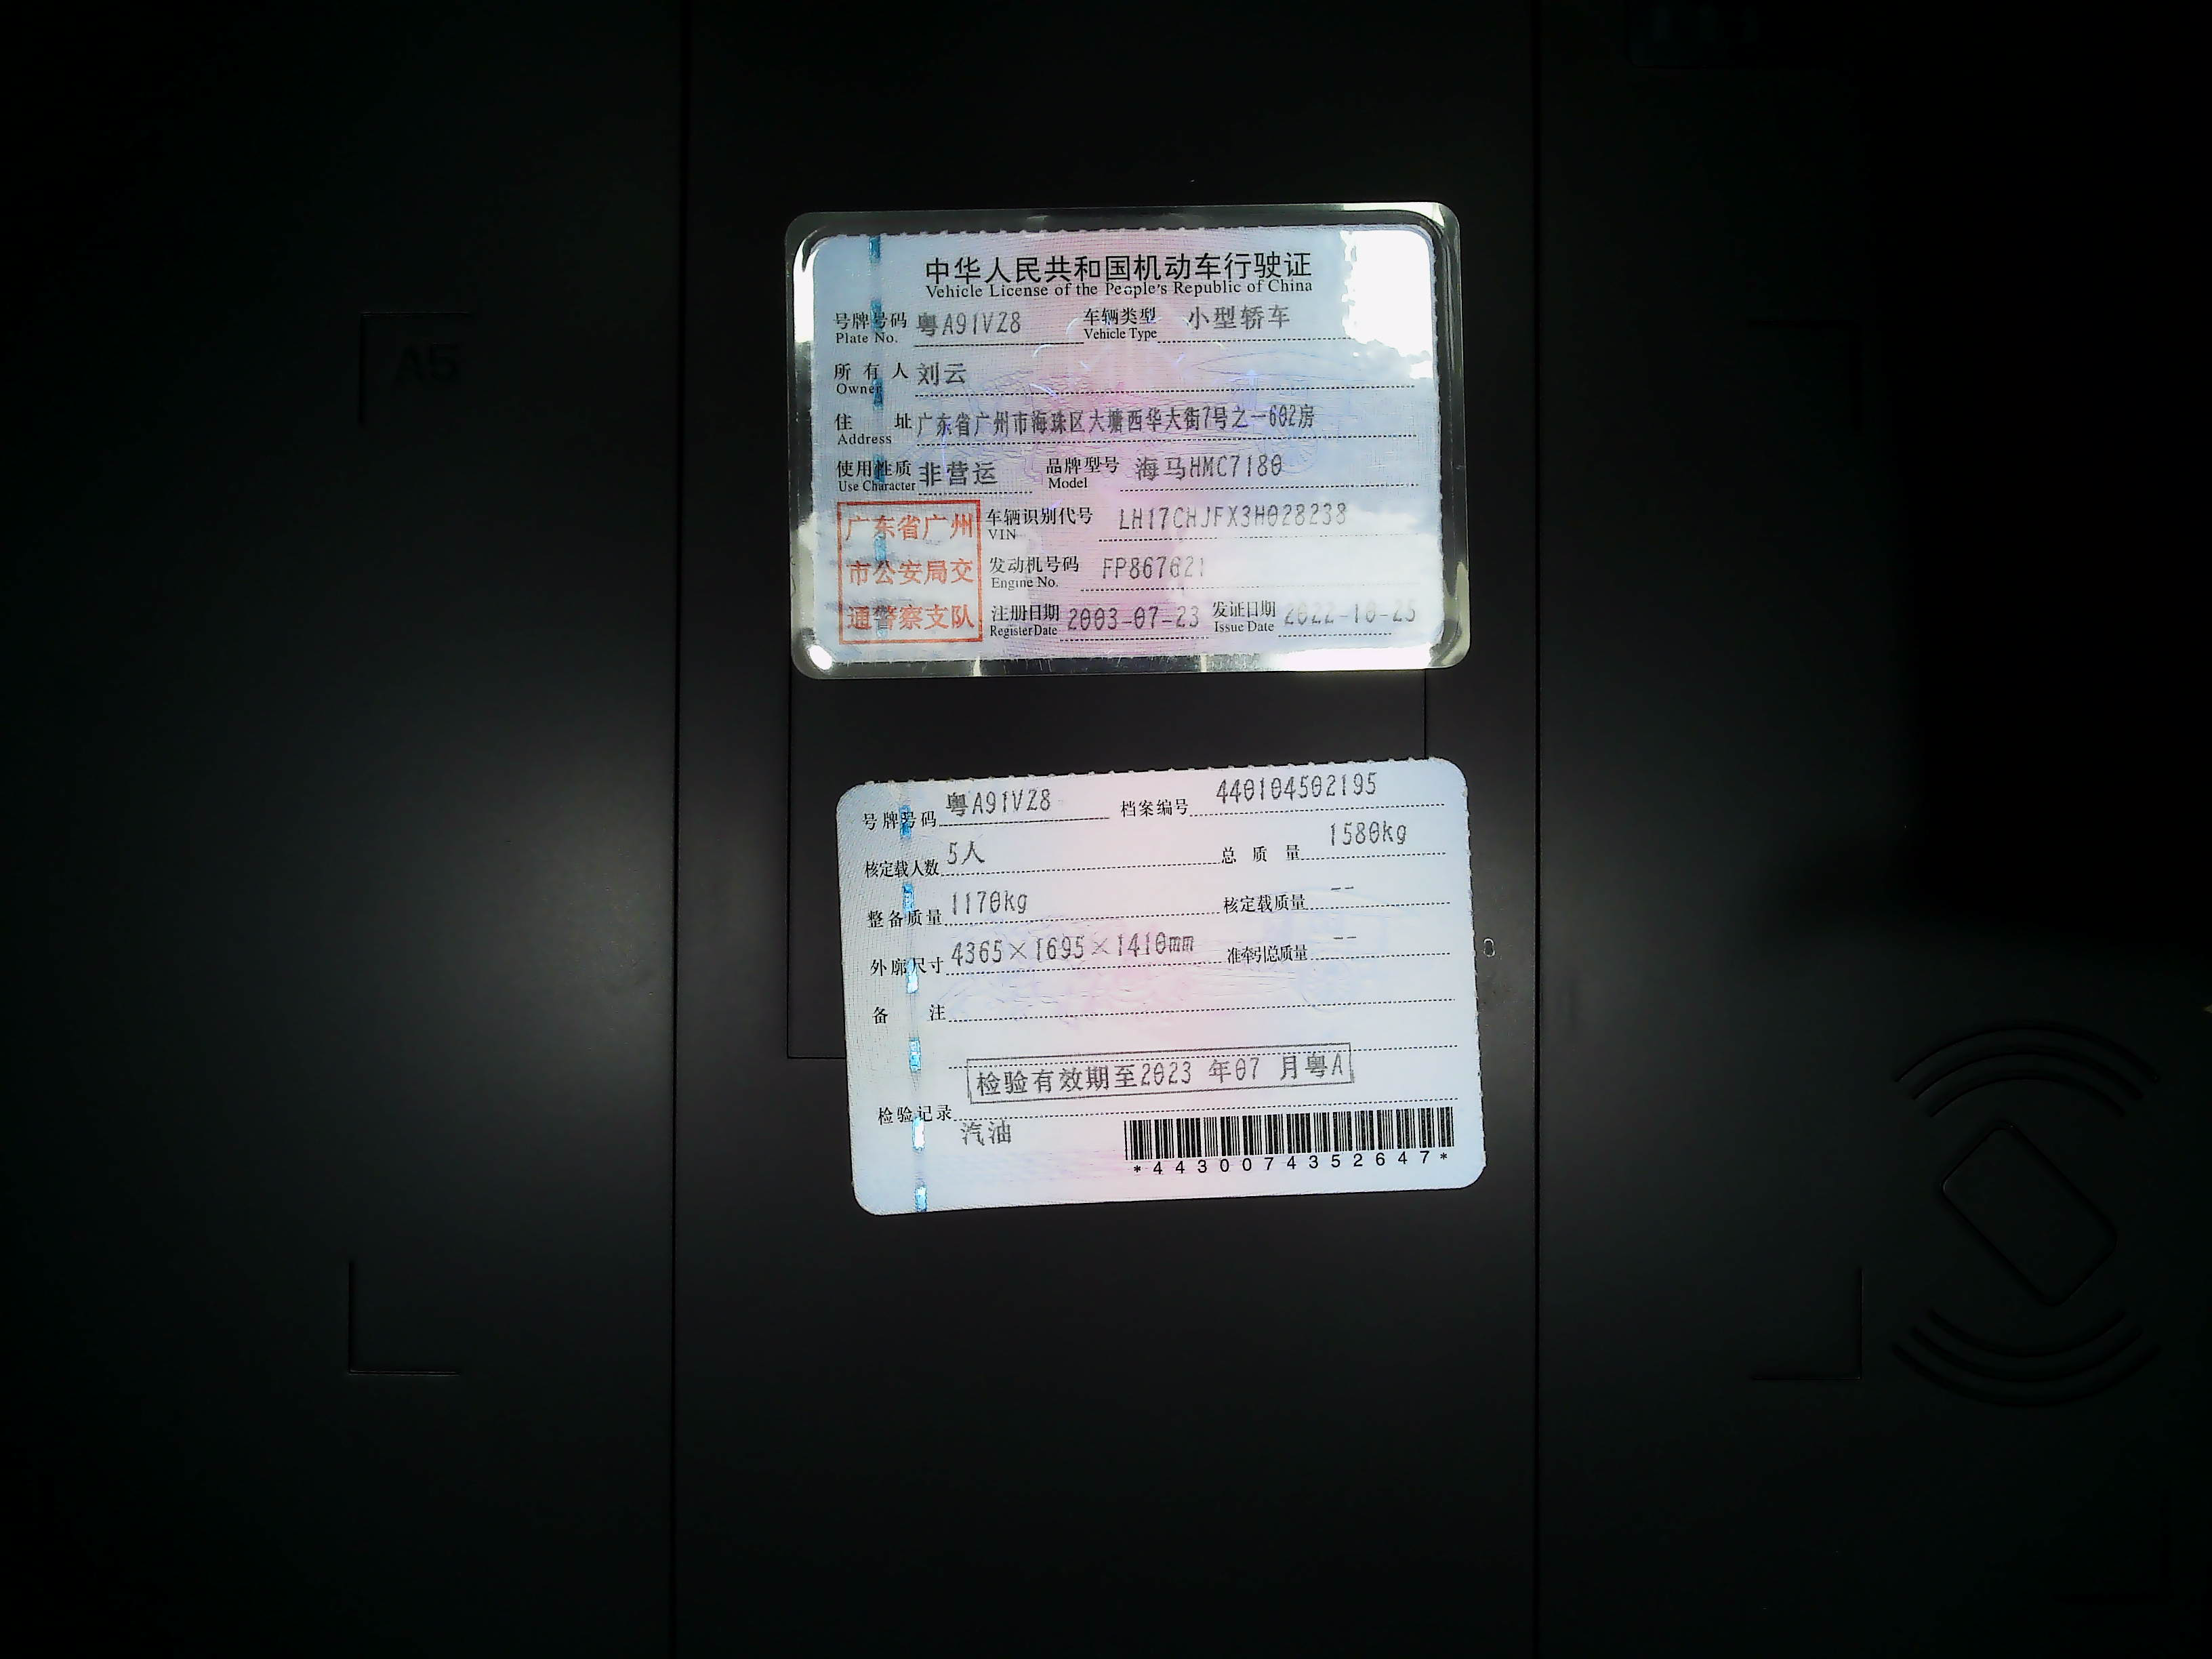 A5
中华人民共和国机动车行驶证
Vehicle License of the People's Republic of China
号牌号码 粤A91VZ8 车辆类型 小型轿车
Plate No. Vehicle Type
所有人 刘云
Owner
住址 广东省广州市海珠区大塘西华大街7号之一602房
Address
使用性质 非营运 品牌型号 海马HMC7180
Use Character Model
广东省广州 车辆识别代号 LH17CHJFX3H028238
VIN
市公安局交 发动机号码 FP867621
Engine No.
通警察支队 注册日期 2003-07-23 发证日期 2022-10-25
Register Date Issue Date
号牌号码 粤A91VZ8 档案编号 440104502195
核定载人数 5人 总质量 1580kg
整备质量 1170kg 核定载质量 --
外廓尺寸 4365×1695×1410mm 准牵引总质量 --
备注
检验有效期至2023 年07 月粤A
检验记录
汽油
*4430074352647*